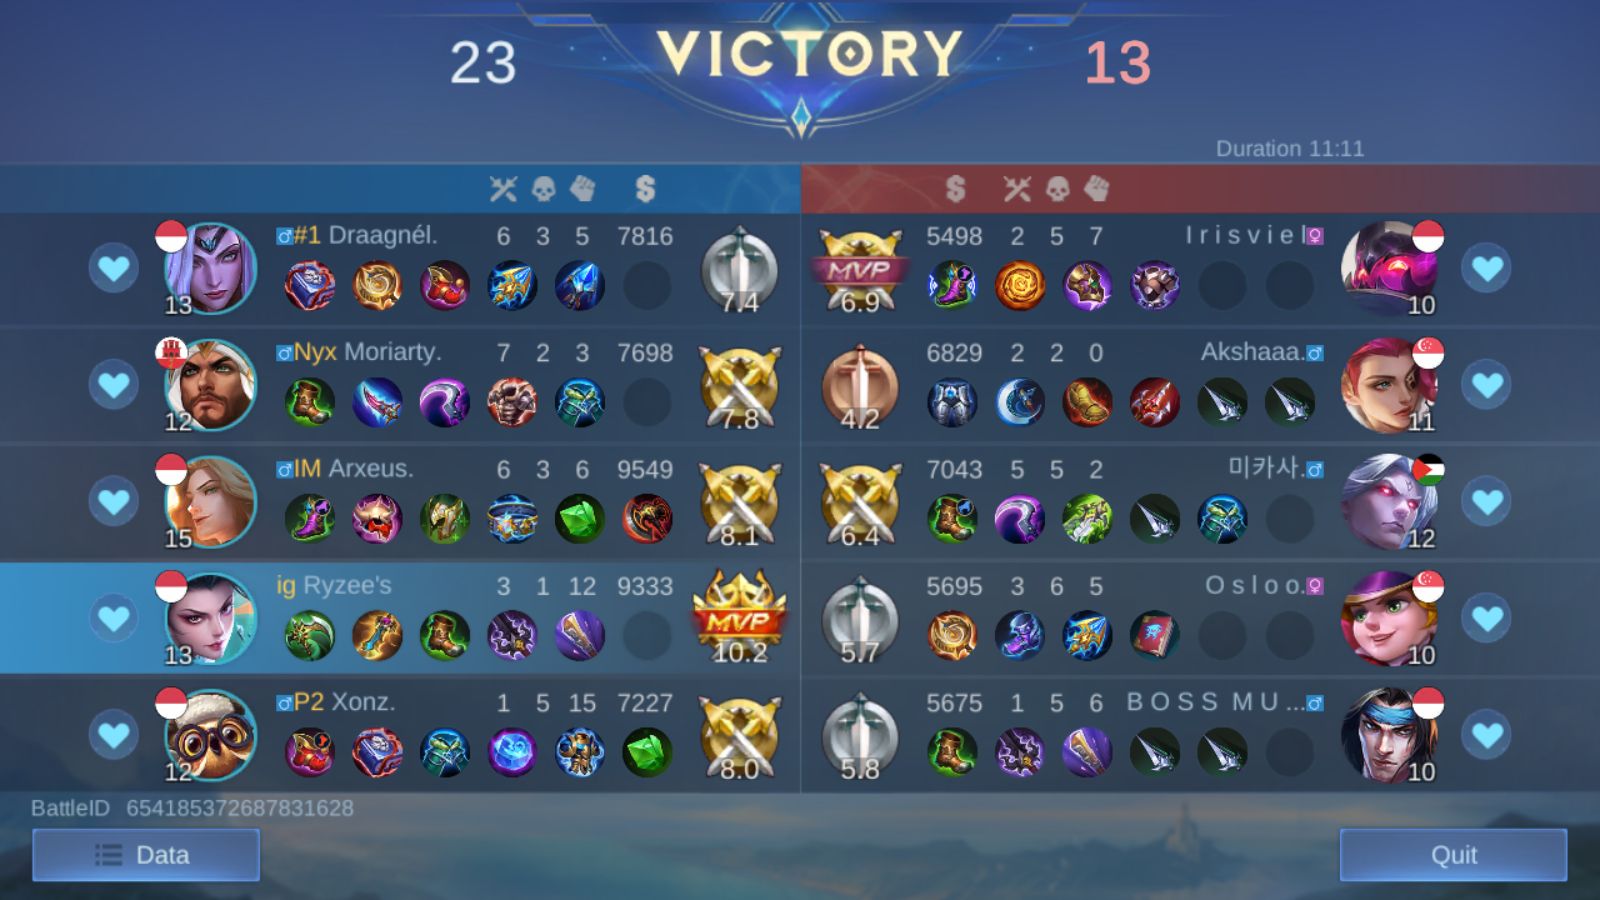 23 VICTORY 13
Duration 11:11
#1 Draagnél. 6 3 5 7816
13 7.4
MVP 6.9 5498 2 5 7 Irisviel
10
Nyx Moriarty. 7 2 3 7698
12 7.8
4.2 6829 2 2 0 Akshaaa.
11
IM Arxeus. 6 3 6 9549
15 8.1
6.4 7043 5 5 2 미카사.
12
ig Ryzee's 3 1 12 9333
13 MVP 10.2
5.7 5695 3 6 5 Osloo.
10
P2 Xonz. 1 5 15 7227
12 8.0
5.8 5675 1 5 6 BOSS MU...
10
BattleID 654185372687831628
Data
Quit